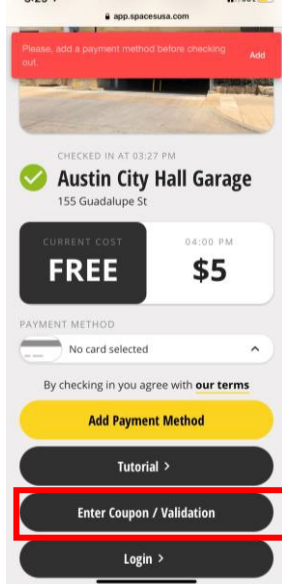 app.spacesusa.com
Please, add a payment method before checking
out.
Add
CHECKED IN AT 03:27 PM
Austin City Hall Garage
155 Guadalupe St
CURRENT COST
04:00 PM
FREE
$5
PAYMENT METHOD
No card selected
By checking in you agree with our terms
Add Payment Method
Tutorial >
Enter Coupon / Validation
Login >